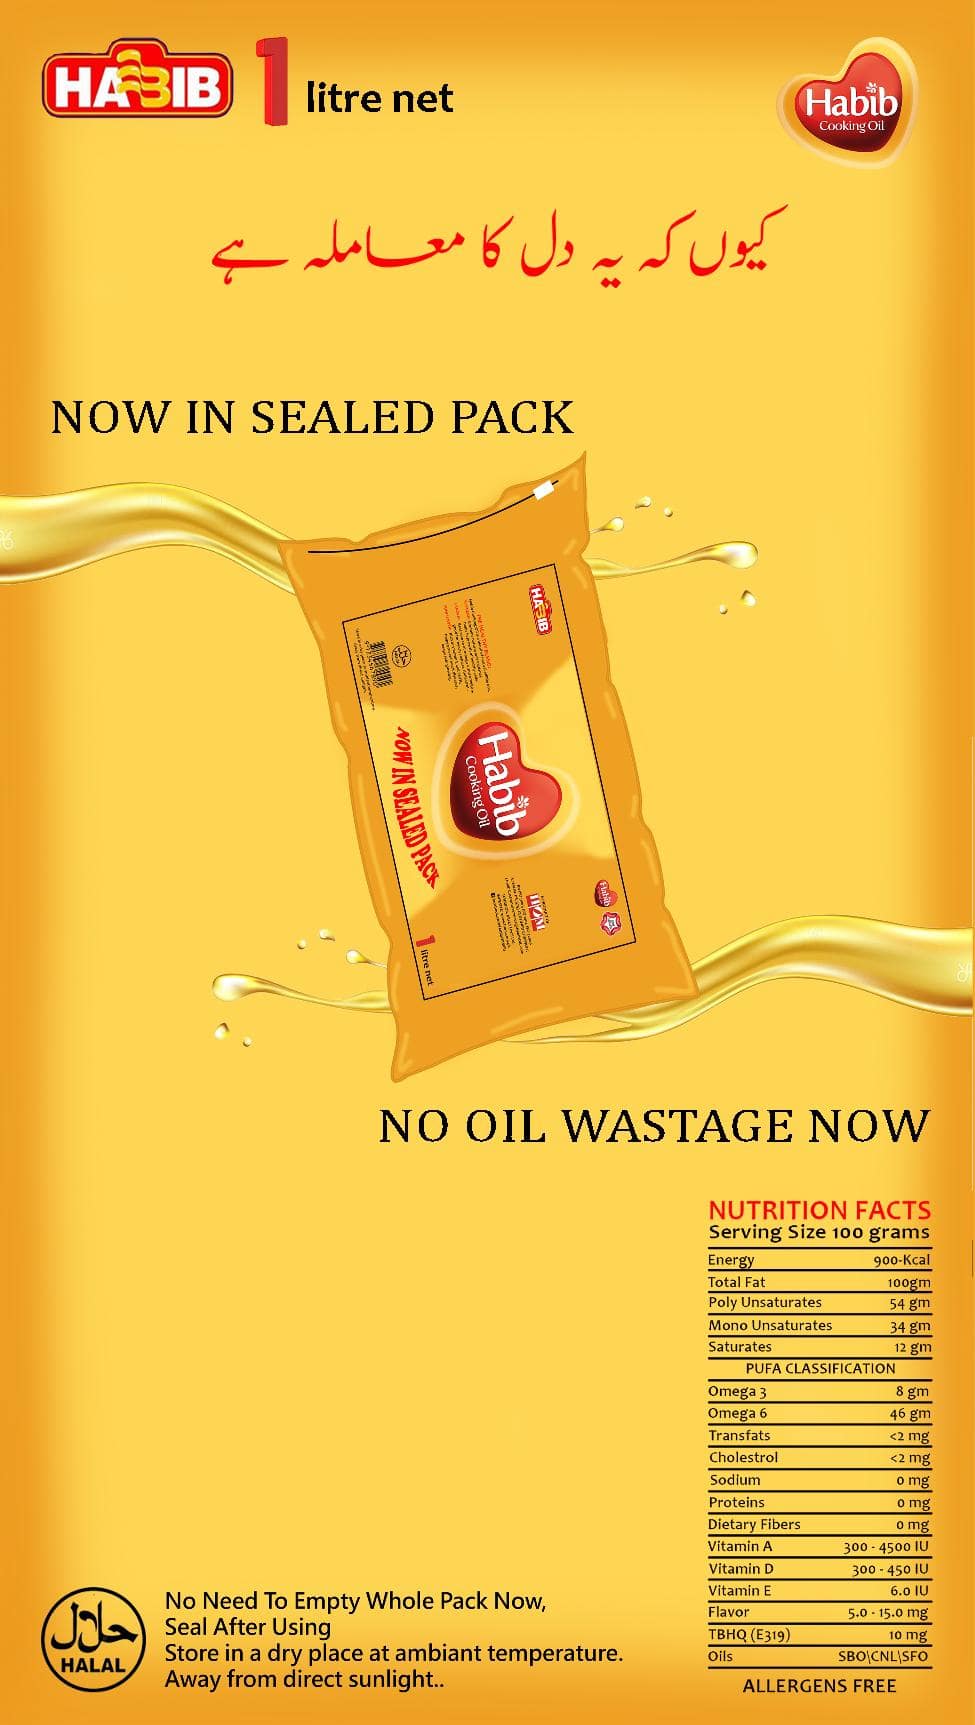 HABIB 1 litre net
Habib
Cooking Oil
کیوں کہ یہ دل کا معاملہ ہے
NOW IN SEALED PACK
HABIB
حلال
Habib
Cooking Oil
NOW IN SEALED PACK
Habib
1 litre net
NO OIL WASTAGE NOW
NUTRITION FACTS
Serving Size 100 grams
Energy 900-Kcal
Total Fat 100gm
Poly Unsaturates 54 gm
Mono Unsaturates 34 gm
Saturates 12 gm
PUFA CLASSIFICATION
Omega 3 8 gm
Omega 6 46 gm
Transfats <2 mg
Cholestrol <2 mg
Sodium 0 mg
Proteins 0 mg
Dietary Fibers 0 mg
Vitamin A 300 - 4500 IU
Vitamin D 300 - 450 IU
Vitamin E 6.0 IU
Flavor 5.0 - 15.0 mg
TBHQ (E319) 10 mg
Oils SBO\CNL\SFO
ALLERGENS FREE
حلال
HALAL
No Need To Empty Whole Pack Now,
Seal After Using
Store in a dry place at ambiant temperature.
Away from direct sunlight..